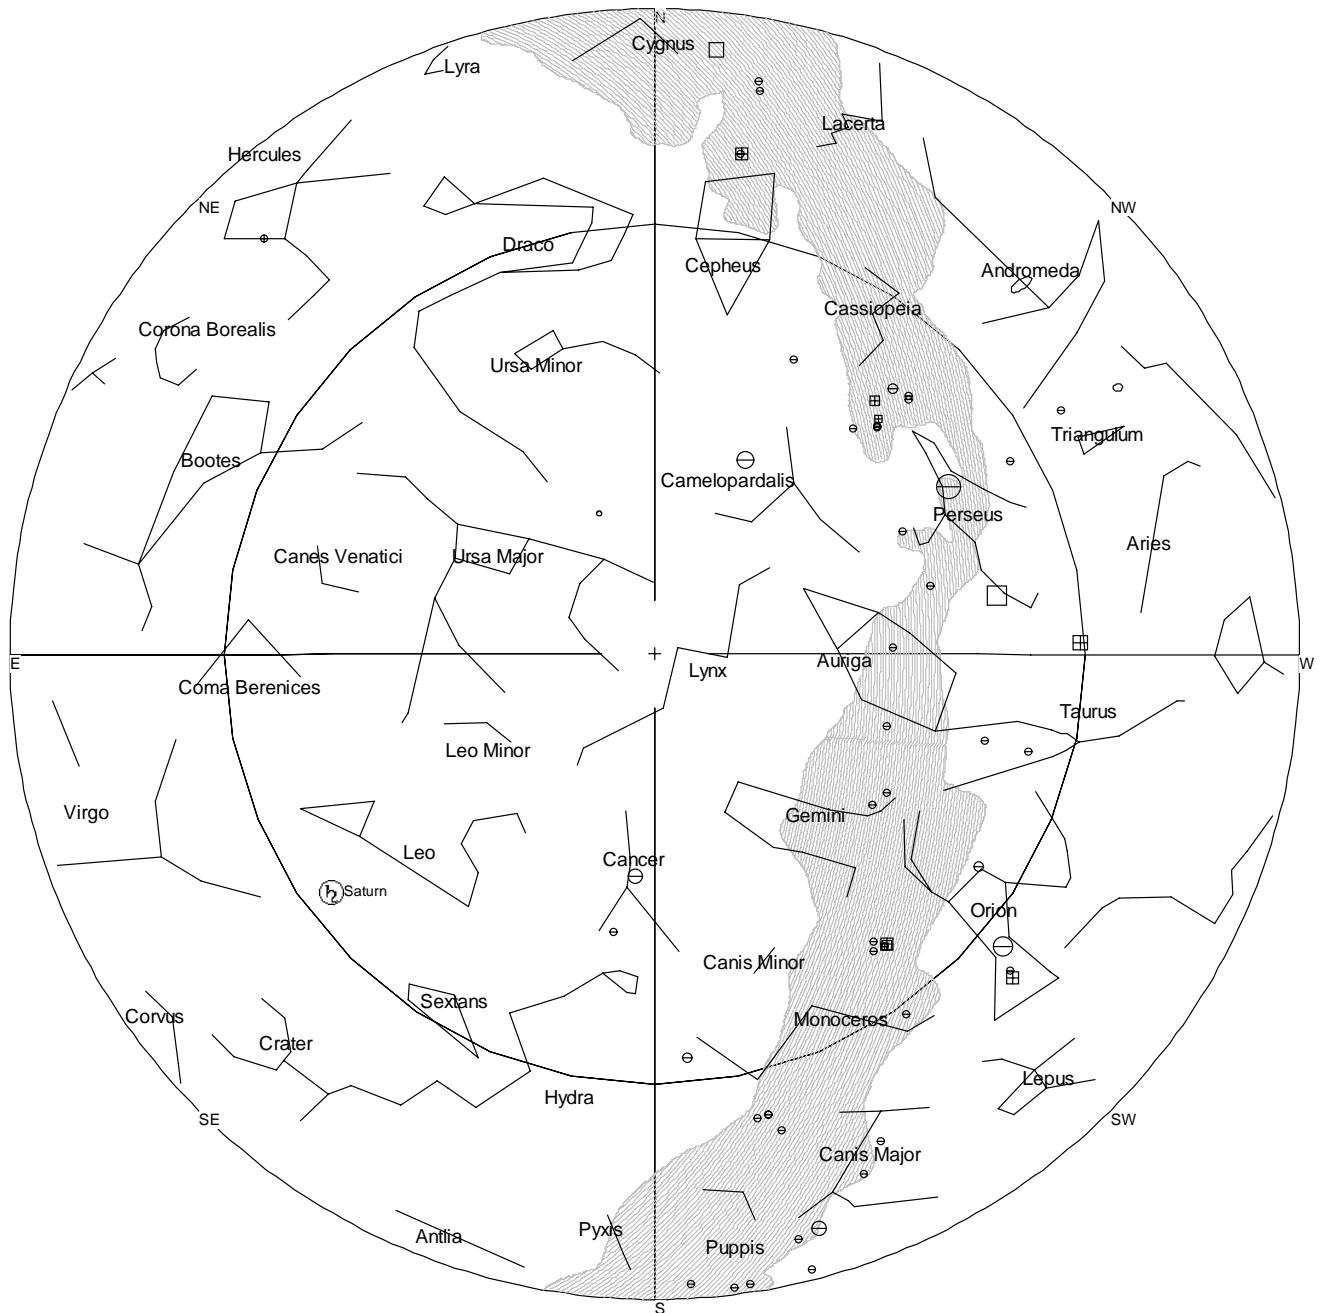 N
Cygnus
Lyra
Lacerta
Hercules
NE
NW
Draco
Cepheus
Andromeda
Cassiopeia
Corona Borealis
Ursa Minor
Triangulum
Bootes
Camelopardalis
Perseus
Aries
Canes Venatici
Ursa Major
E
Auriga
W
Lynx
Coma Berenices
Taurus
Leo Minor
Virgo
Gemini
Leo
Cancer
Saturn
Orion
Canis Minor
Sextans
Corvus
Monoceros
Crater
Lepus
Hydra
SE
SW
Canis Major
Antlia
Pyxis
Puppis
S